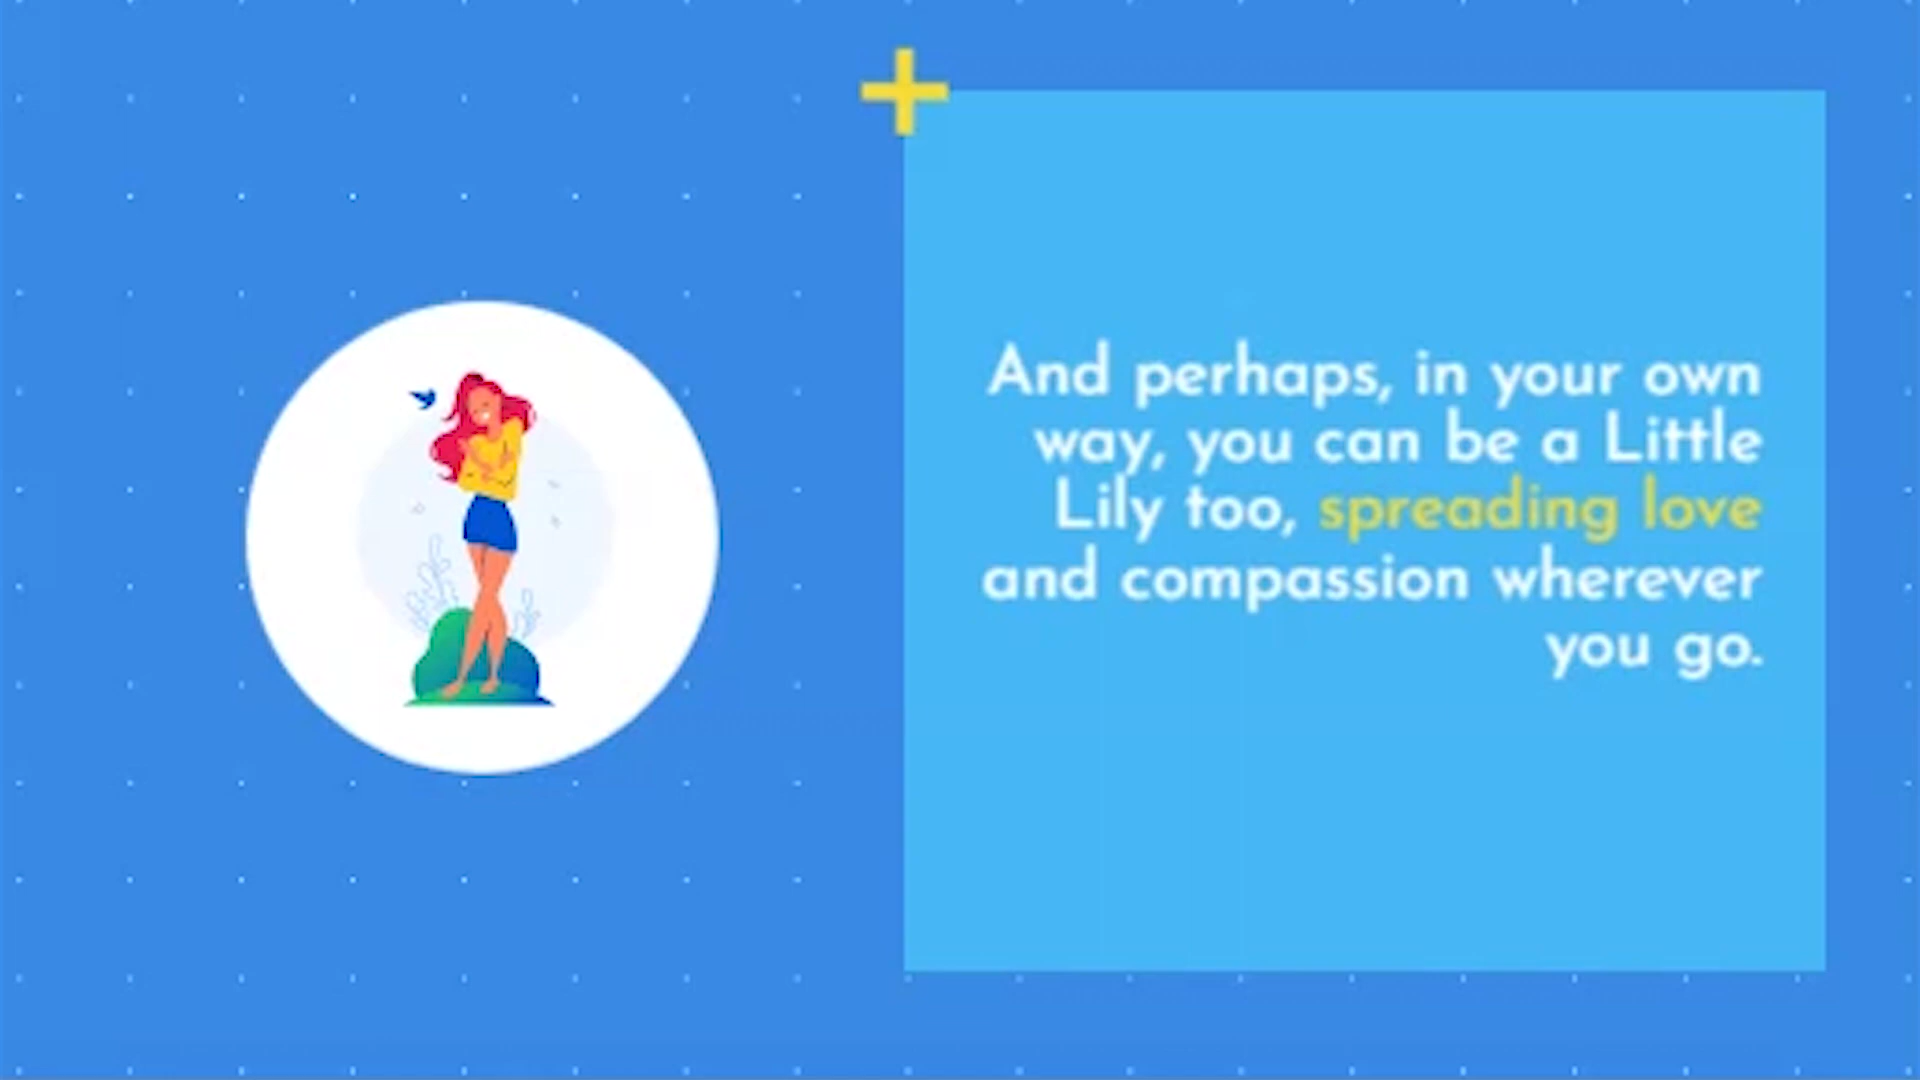 And perhaps, in your own
way, you can be a Little
Lily too, spreading love
and compassion wherever
you go.